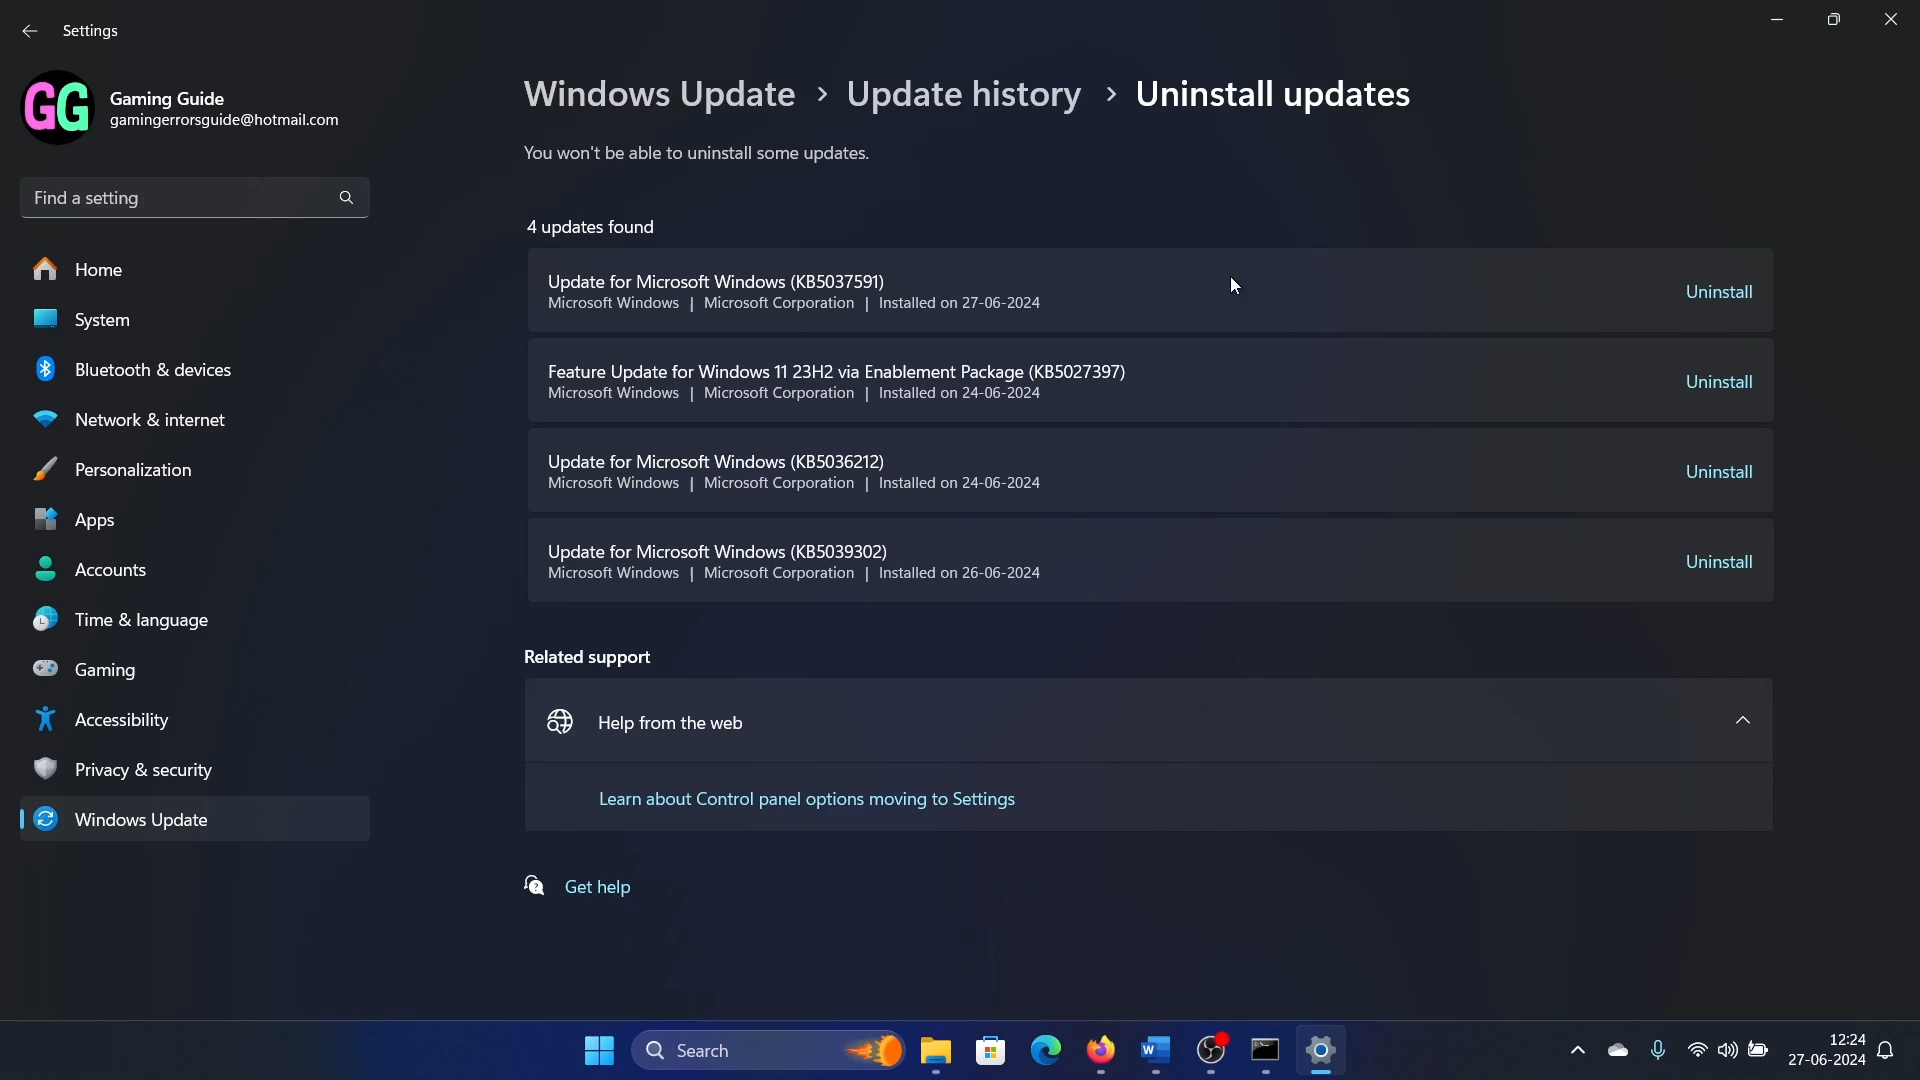 Settings
GG
Gaming Guide
gamingerrorsguide@hotmail.com
Find a setting
Home
System
Bluetooth & devices
Network & internet
Personalization
Apps
Accounts
Time & language
Gaming
Accessibility
Privacy & security
Windows Update
Windows Update > Update history > Uninstall updates
You won't be able to uninstall some updates.
4 updates found
Update for Microsoft Windows (KB5037591)
Microsoft Windows | Microsoft Corporation | Installed on 27-06-2024
Uninstall
Feature Update for Windows 11 23H2 via Enablement Package (KB5027397)
Microsoft Windows | Microsoft Corporation | Installed on 24-06-2024
Uninstall
Update for Microsoft Windows (KB5036212)
Microsoft Windows | Microsoft Corporation | Installed on 24-06-2024
Uninstall
Update for Microsoft Windows (KB5039302)
Microsoft Windows | Microsoft Corporation | Installed on 26-06-2024
Uninstall
Related support
Help from the web
Learn about Control panel options moving to Settings
Get help
Search
12:24
27-06-2024